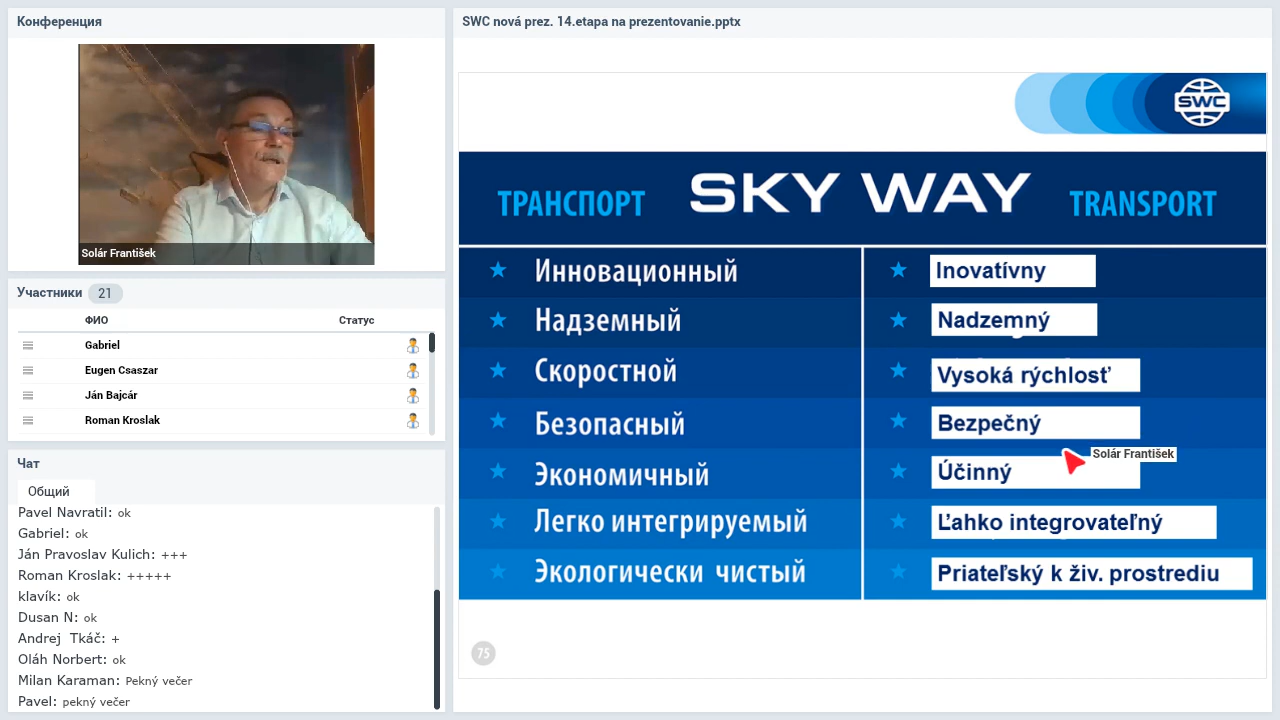 Конференция
Solár František
Участники 21
ФИО Статус
Gabriel
Eugen Csaszar
Ján Bajcár
Roman Kroslak
Чат
Общий
Pavel Navratil: ok
Gabriel: ok
Ján Pravoslav Kulich: +++
Roman Kroslak: +++++
klavík: ok
Dusan N: ok
Andrej Tkáč: +
Oláh Norbert: ok
Milan Karaman: Pekný večer
Pavel: pekný večer
SWC nová prez. 14.etapa na prezentovanie.pptx
SWC
ТРАНСПОРТ SKY WAY TRANSPORT
Инновационный Inovatívny
Надземный Nadzemný
Скоростной Vysoká rýchlosť
Безопасный Bezpečný
Solár František
Экономичный Účinný
Легко интегрируемый Ľahko integrovateľný
Экологически чистый Priateľský k živ. prostrediu
75